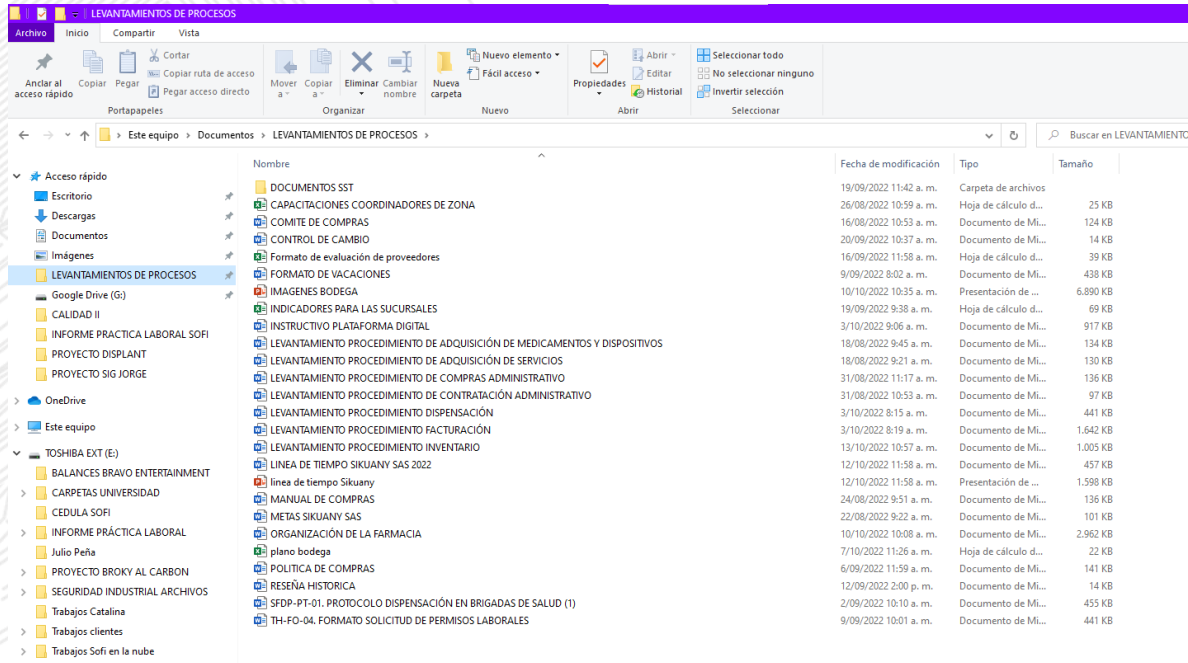 LEVANTAMIENTOS DE PROCESOS
Archivo Inicio Compartir Vista
Anclar al acceso rápido
Copiar
Pegar
Cortar
Copiar ruta de acceso
Pegar acceso directo
Portapapeles
Mover a
Copiar a
Eliminar
Cambiar nombre
Organizar
Nueva carpeta
Nuevo elemento
Fácil acceso
Nuevo
Propiedades
Abrir
Editar
Historial
Abrir
Seleccionar todo
No seleccionar ninguno
Invertir selección
Seleccionar
Este equipo > Documentos > LEVANTAMIENTOS DE PROCESOS >
Buscar en LEVANTAMIENTO
Acceso rápido
Escritorio
Descargas
Documentos
Imágenes
LEVANTAMIENTOS DE PROCESOS
Google Drive (G:)
CALIDAD II
INFORME PRACTICA LABORAL SOFI
PROYECTO DISPLANT
PROYECTO SIG JORGE
OneDrive
Este equipo
TOSHIBA EXT (E:)
BALANCES BRAVO ENTERTAINMENT
CARPETAS UNIVERSIDAD
CEDULA SOFI
INFORME PRÁCTICA LABORAL
Julio Peña
PROYECTO BROKY AL CARBON
SEGURIDAD INDUSTRIAL ARCHIVOS
Trabajos Catalina
Trabajos clientes
Trabajos Sofi en la nube
Nombre Fecha de modificación Tipo Tamaño
DOCUMENTOS SST 19/09/2022 11:42 a. m. Carpeta de archivos
CAPACITACIONES COORDINADORES DE ZONA 26/08/2022 10:59 a. m. Hoja de cálculo d... 25 KB
COMITE DE COMPRAS 16/08/2022 10:53 a. m. Documento de Mi... 124 KB
CONTROL DE CAMBIO 20/09/2022 10:37 a. m. Documento de Mi... 14 KB
Formato de evaluación de proveedores 16/09/2022 11:58 a. m. Hoja de cálculo d... 39 KB
FORMATO DE VACACIONES 9/09/2022 8:02 a. m. Documento de Mi... 438 KB
IMAGENES BODEGA 10/10/2022 10:35 a. m. Presentación de ... 6.890 KB
INDICADORES PARA LAS SUCURSALES 19/09/2022 9:38 a. m. Hoja de cálculo d... 69 KB
INSTRUCTIVO PLATAFORMA DIGITAL 3/10/2022 9:06 a. m. Documento de Mi... 917 KB
LEVANTAMIENTO PROCEDIMIENTO DE ADQUISICIÓN DE MEDICAMENTOS Y DISPOSITIVOS 18/08/2022 9:45 a. m. Documento de Mi... 134 KB
LEVANTAMIENTO PROCEDIMIENTO DE ADQUISICIÓN DE SERVICIOS 18/08/2022 9:21 a. m. Documento de Mi... 130 KB
LEVANTAMIENTO PROCEDIMIENTO DE COMPRAS ADMINISTRATIVO 31/08/2022 11:17 a. m. Documento de Mi... 136 KB
LEVANTAMIENTO PROCEDIMIENTO DE CONTRATACIÓN ADMINISTRATIVO 31/08/2022 10:53 a. m. Documento de Mi... 97 KB
LEVANTAMIENTO PROCEDIMIENTO DISPENSACIÓN 3/10/2022 8:15 a. m. Documento de Mi... 441 KB
LEVANTAMIENTO PROCEDIMIENTO FACTURACIÓN 3/10/2022 8:19 a. m. Documento de Mi... 1.642 KB
LEVANTAMIENTO PROCEDIMIENTO INVENTARIO 13/10/2022 10:57 a. m. Documento de Mi... 1.005 KB
LINEA DE TIEMPO SIKUANY SAS 2022 12/10/2022 11:58 a. m. Documento de Mi... 457 KB
linea de tiempo Sikuany 12/10/2022 11:58 a. m. Presentación de ... 1.598 KB
MANUAL DE COMPRAS 24/08/2022 9:51 a. m. Documento de Mi... 136 KB
METAS SIKUANY SAS 22/08/2022 9:22 a. m. Documento de Mi... 101 KB
ORGANIZACIÓN DE LA FARMACIA 10/10/2022 10:08 a. m. Documento de Mi... 2.962 KB
plano bodega 7/10/2022 11:26 a. m. Hoja de cálculo d... 22 KB
POLITICA DE COMPRAS 6/09/2022 11:59 a. m. Documento de Mi... 141 KB
RESEÑA HISTORICA 12/09/2022 2:00 p. m. Documento de Mi... 14 KB
SFDP-PT-01. PROTOCOLO DISPENSACIÓN EN BRIGADAS DE SALUD (1) 2/09/2022 10:10 a. m. Documento de Mi... 455 KB
TH-FO-04. FORMATO SOLICITUD DE PERMISOS LABORALES 9/09/2022 10:01 a. m. Documento de Mi... 441 KB